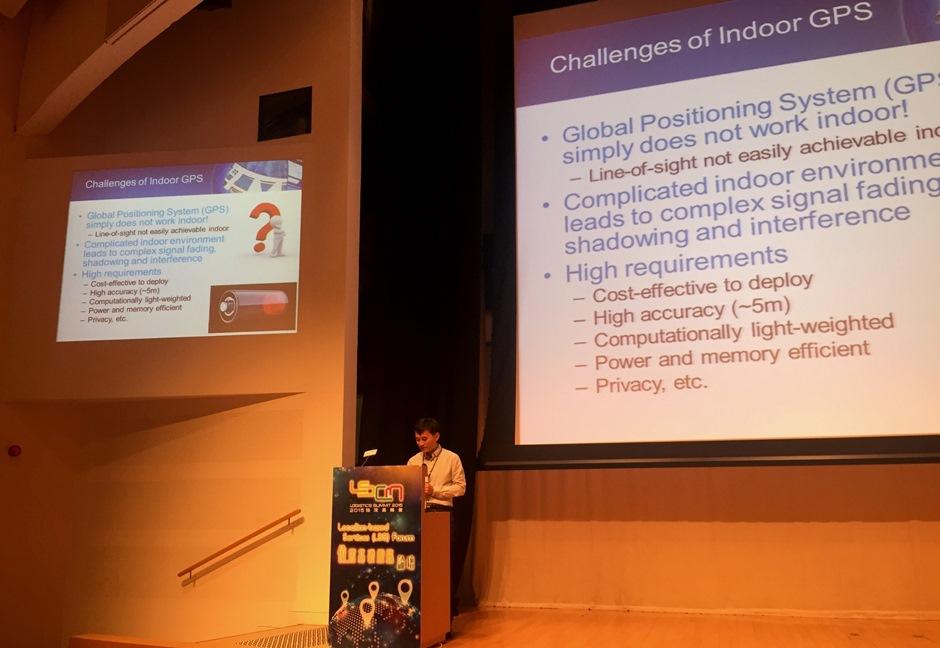 Challenges of Indoor GPS
• Global Positioning System (GPS)
simply does not work indoor!
– Line-of-sight not easily achievable indoor
• Complicated indoor environment
leads to complex signal fading,
shadowing and interference
• High requirements
– Cost-effective to deploy
– High accuracy (~5m)
– Computationally light-weighted
– Power and memory efficient
– Privacy, etc.
Challenges of Indoor GPS
• Global Positioning System (GPS
simply does not work indoor!
– Line-of-sight not easily achievable ind
• Complicated indoor environme
leads to complex signal fading
shadowing and interference
• High requirements
– Cost-effective to deploy
– High accuracy (~5m)
– Computationally light-weighted
– Power and memory efficient
– Privacy, etc.
LOGISTICS SUMMIT 2015
2015
Location-based
Services (LBS) Forum